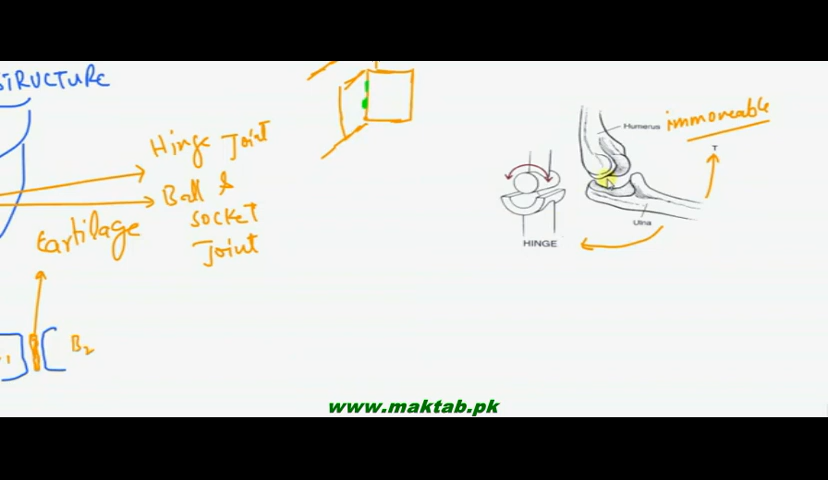 STRUCTURE
Hinge Joint
Ball &
SOCKET
Joint
Cartilage
B2
Humerus
immoveable
T
Ulna
HINGE
www.maktab.pk